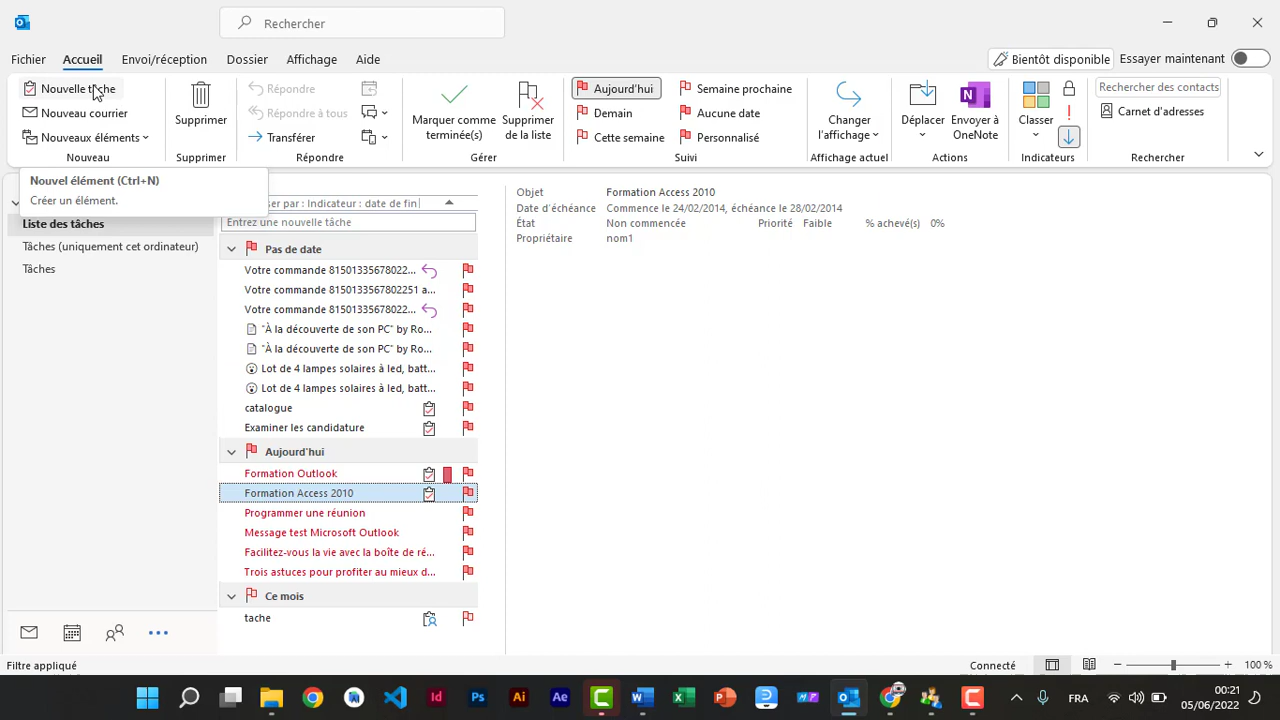 Rechercher
Fichier Accueil Envoi/réception Dossier Affichage Aide Bientôt disponible Essayer maintenant
Nouvelle tâche
Nouveau courrier
Nouveaux éléments
Nouveau
Supprimer
Supprimer
Répondre
Répondre à tous
Transférer
Répondre
Marquer comme terminée(s)
Supprimer de la liste
Gérer
Aujourd'hui Semaine prochaine
Demain Aucune date
Cette semaine Personnalisé
Suivi
Changer l'affichage
Affichage actuel
Déplacer
Envoyer à OneNote
Actions
Classer
Indicateurs
Rechercher des contacts
Carnet d'adresses
Rechercher
Nouvel élément (Ctrl+N)
Créer un élément.
Liste des tâches
Tâches (uniquement cet ordinateur)
Tâches
ser par : Indicateur : date de fin
Entrez une nouvelle tâche
Pas de date
Votre commande 81501335678022...
Votre commande 81501335678022​51 a...
Votre commande 81501335678022...
"À la découverte de son PC" by Ro...
"À la découverte de son PC" by Ro...
Lot de 4 lampes solaires à led, batt...
Lot de 4 lampes solaires à led, batt...
catalogue
Examiner les candidature
Aujourd'hui
Formation Outlook
Formation Access 2010
Programmer une réunion
Message test Microsoft Outlook
Facilitez-vous la vie avec la boîte de ré...
Trois astuces pour profiter au mieux d...
Ce mois
tache
Objet Formation Access 2010
Date d'échéance Commence le 24/02/2014, échéance le 28/02/2014
État Non commencée Priorité Faible % achevé(s) 0%
Propriétaire nom1
Filtre appliqué Connecté 100 %
FRA
00:21
05/06/2022